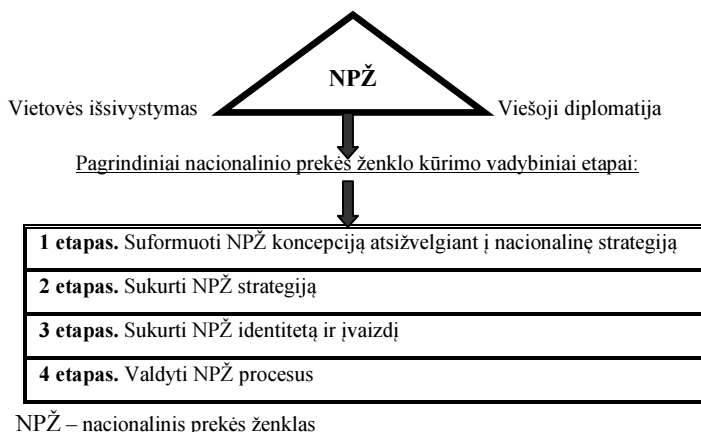 NPŽ
Vietovės išsivystymas
Viešoji diplomatija
Pagrindiniai nacionalinio prekės ženklo kūrimo vadybiniai etapai:
1 etapas. Suformuoti NPŽ koncepciją atsižvelgiant į nacionalinę strategiją
2 etapas. Sukurti NPŽ strategiją
3 etapas. Sukurti NPŽ identitetą ir įvaizdį
4 etapas. Valdyti NPŽ procesus
NPŽ – nacionalinis prekės ženklas